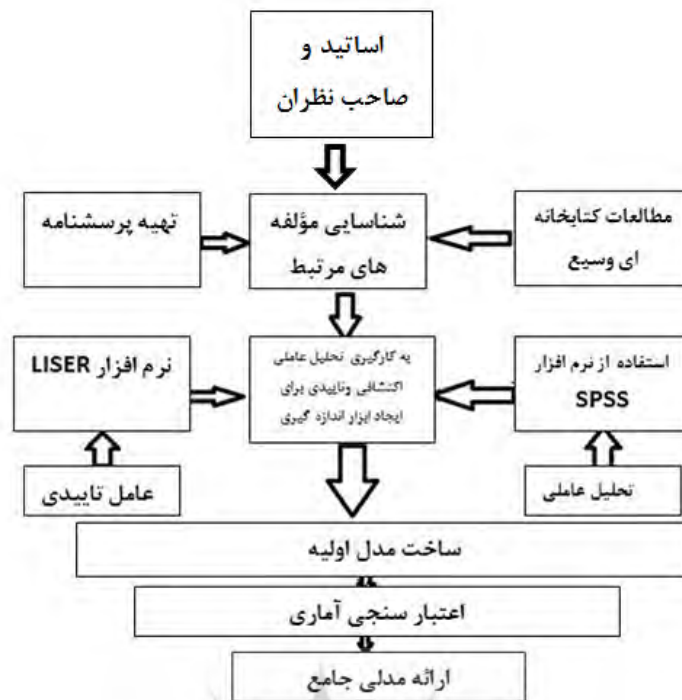 اساتید و
صاحب نظران
تهیه پرسشنامه
شناسایی مؤلفه
های مرتبط
مطالعات کتابخانه
ای وسیع
نرم افزار LISER
به کارگیری تحلیل عاملی
اکتشافی وتاییدی برای
ایجاد ابزار اندازه گیری
استفاده از نرم افزار
SPSS
عامل تاییدی
تحلیل عاملی
ساخت مدل اولیه
اعتبار سنجی آماری
ارائه مدلی جامع